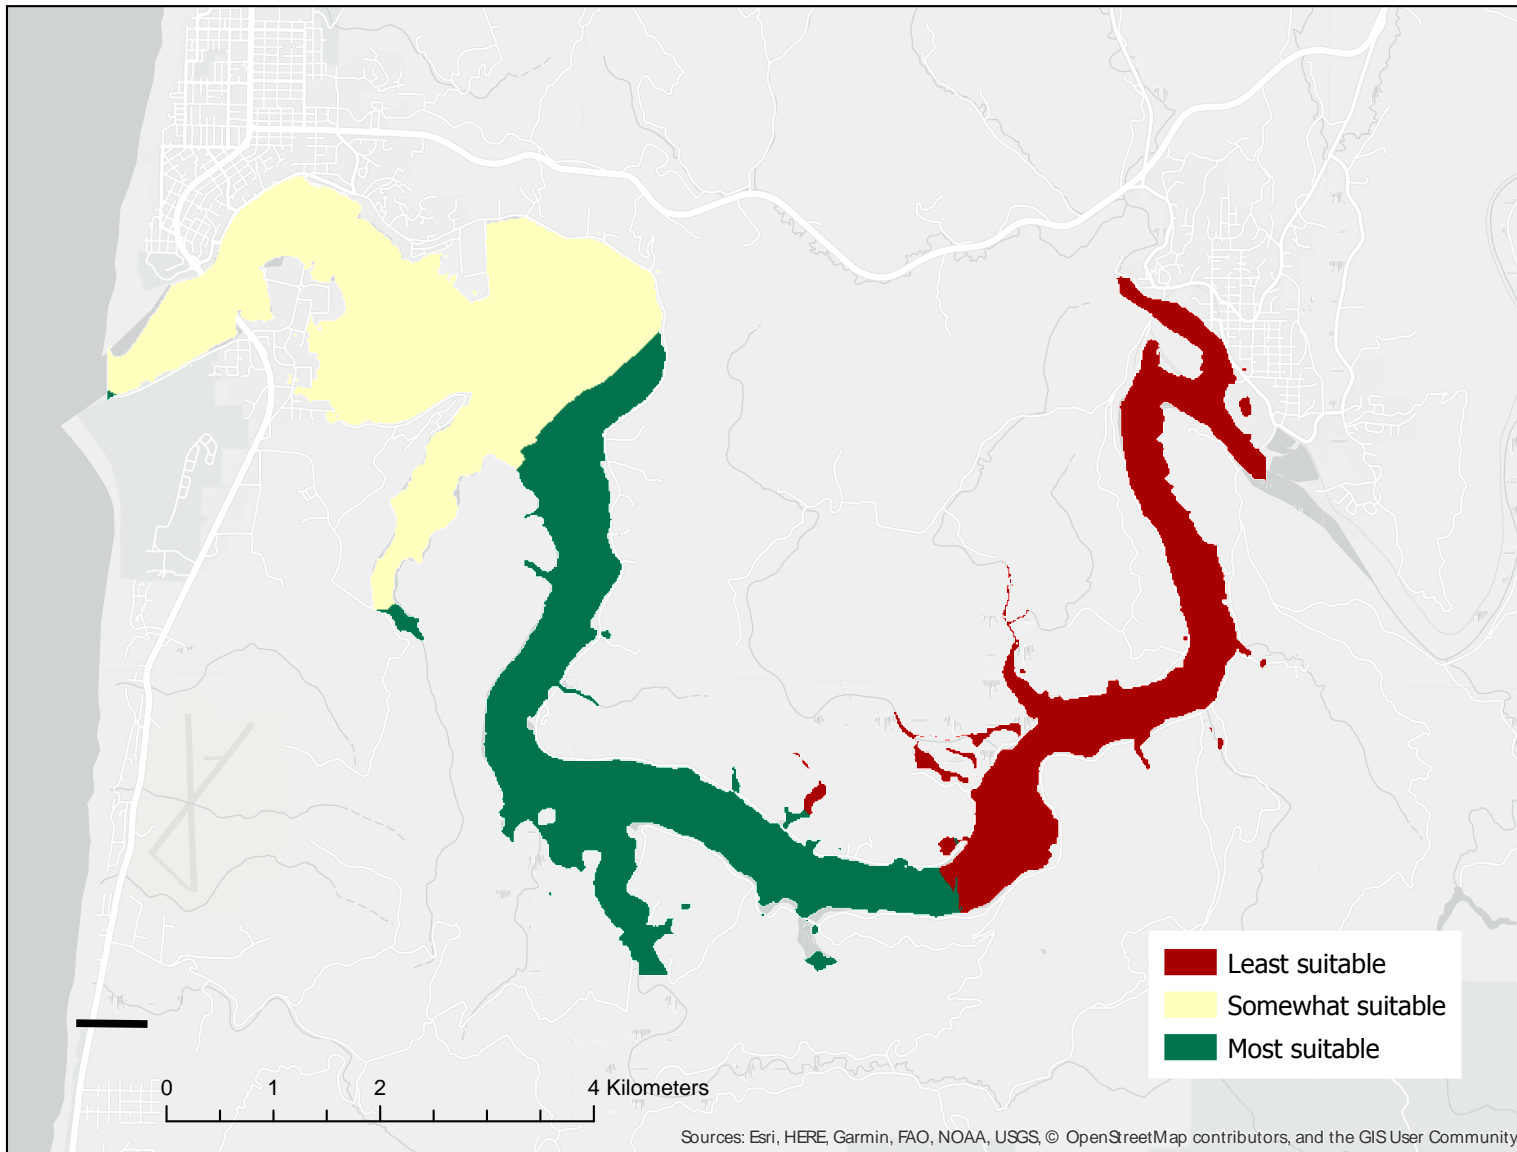 Least suitable
Somewhat suitable
Most suitable
0 1 2 4 Kilometers
Sources: Esri, HERE, Garmin, FAO, NOAA, USGS, © OpenStreetMap contributors, and the GIS User Community